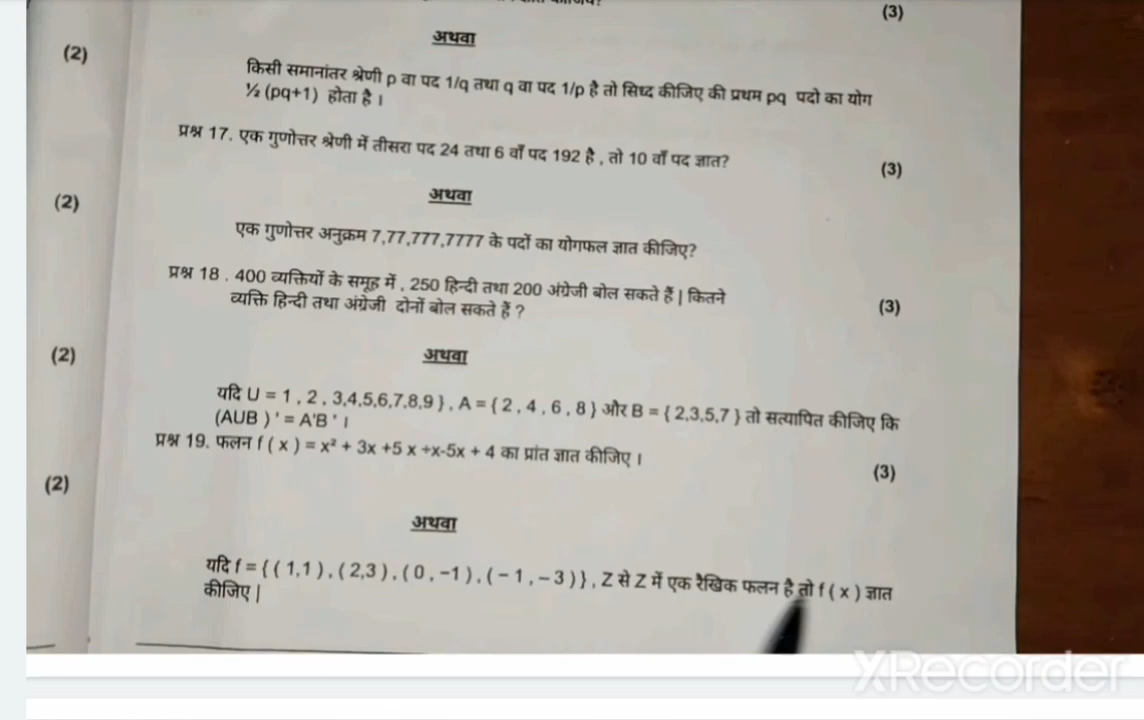 (3)
अथवा
(2)
किसी समानांतर श्रेणी p वा पद 1/q तथा q वा पद 1/p है तो सिध्द कीजिए की प्रथम pq पदो का योग
½ (pq+1) होता है ।
प्रश्न 17. एक गुणोत्तर श्रेणी में तीसरा पद 24 तथा 6 वाँ पद 192 है , तो 10 वाँ पद ज्ञात?
(3)
अथवा
(2)
एक गुणोत्तर अनुक्रम 7,77,777,7777 के पदों का योगफल ज्ञात कीजिए?
प्रश्न 18 . 400 व्यक्तियों के समूह में , 250 हिन्दी तथा 200 अंग्रेजी बोल सकते हैं | कितने
व्यक्ति हिन्दी तथा अंग्रेजी दोनों बोल सकते हैं ?
(3)
अथवा
(2)
यदि U = 1 , 2 , 3,4,5,6,7,8,9 } , A = { 2 , 4 , 6 , 8 } और B = { 2,3,5,7 } तो सत्यापित कीजिए कि
(AUB ) ' = A'B ' ।
प्रश्न 19. फलन f ( x ) = x² + 3x +5 x +x-5x + 4 का प्रांत ज्ञात कीजिए ।
(3)
(2)
अथवा
यदि f = { ( 1,1 ) , ( 2,3 ) , ( 0 , -1 ) , ( - 1 , - 3 ) } , Z से Z में एक रैखिक फलन है तो f ( x ) ज्ञात
कीजिए |
XRecorder